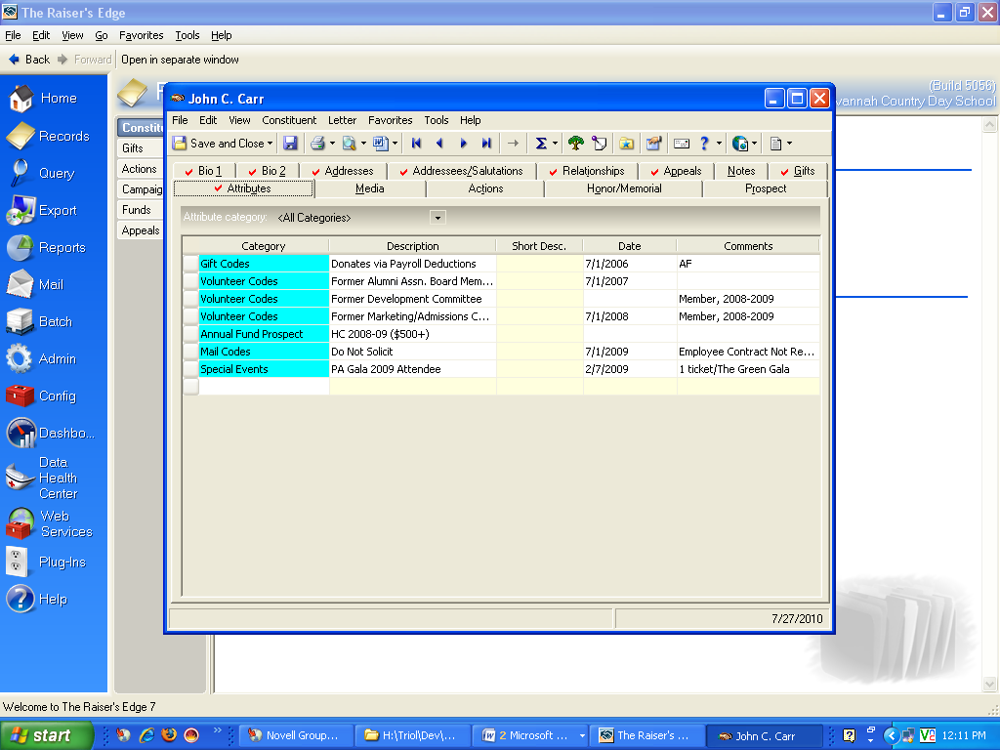 The Raiser's Edge
File Edit View Go Favorites Tools Help
Back Forward Open in separate window
(Build 5056)
vannah Country Day School
Home
Records
Query
Export
Reports
Mail
Batch
Admin
Config
Dashbo...
Data
Health
Center
Web
Services
Plug-Ins
Help
Constitu
Gifts
Actions
Campaig
Funds
Appeals
John C. Carr
File Edit View Constituent Letter Favorites Tools Help
Save and Close
Bio 1 Bio 2 Addresses Addressees/Salutations Relationships Appeals Notes Gifts
Attributes Media Actions Honor/Memorial Prospect
Attribute category: <All Categories>
Category Description Short Desc. Date Comments
Gift Codes Donates via Payroll Deductions 7/1/2006 AF
Volunteer Codes Former Alumni Assn. Board Mem... 7/1/2007
Volunteer Codes Former Development Committee Member, 2008-2009
Volunteer Codes Former Marketing/Admissions C... 7/1/2008 Member, 2008-2009
Annual Fund Prospect HC 2008-09 ($500+)
Mail Codes Do Not Solicit 7/1/2009 Employee Contract Not Re...
Special Events PA Gala 2009 Attendee 2/7/2009 1 ticket/The Green Gala
7/27/2010
Welcome to The Raiser's Edge 7
start Novell Group... H:\Triol\Dev\... 2 Microsoft ... The Raiser's ... John C. Carr 12:11 PM